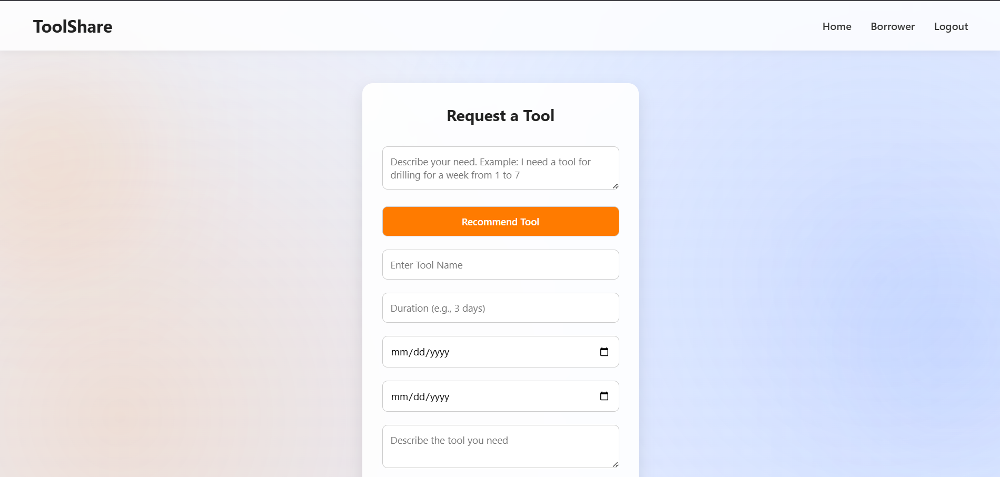 ToolShare
Home Borrower Logout
Request a Tool
Describe your need. Example: I need a tool for
drilling for a week from 1 to 7
Recommend Tool
Enter Tool Name
Duration (e.g., 3 days)
mm/dd/yyyy
mm/dd/yyyy
Describe the tool you need